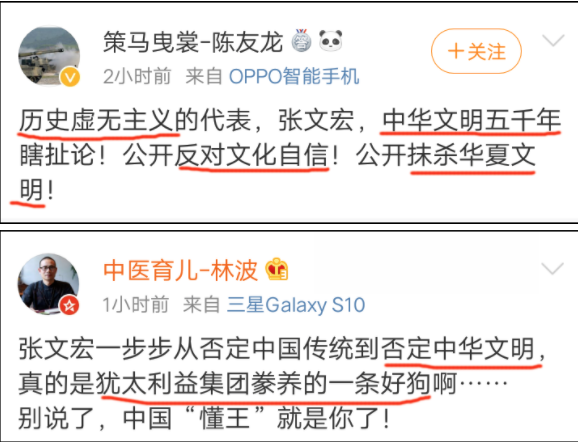 策马曳裳-陈友龙
+关注
2小时前 来自 OPPO智能手机
历史虚无主义的代表，张文宏，中华文明五千年
瞎扯论！公开反对文化自信！公开抹杀华夏文
明！
中医育儿-林波
1小时前 来自 三星Galaxy S10
张文宏一步步从否定中国传统到否定中华文明，
真的是犹太利益集团豢养的一条好狗啊……
别说了，中国“懂王”就是你了！